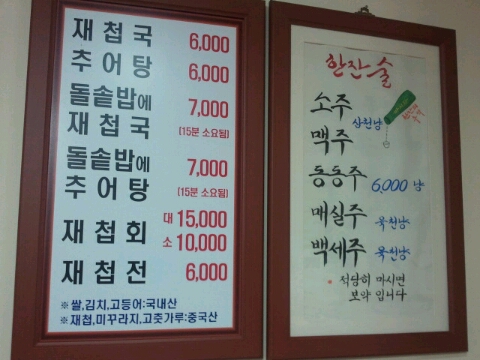 재첩국 6,000
추어탕 6,000
돌솥밥에 7,000
재첩국 (15분 소요됨)
돌솥밥에 7,000
추어탕 (15분 소요됨)
재첩회 대 15,000
소 10,000
재첩전 6,000
※쌀,김치,고등어:국내산
※재첩,미꾸라지,고춧가루:중국산
한잔술
소주
삼천냥
맥주
동동주 6,000 냥
매실주 육천냥
백세주 육천냥
* 적당히 마시면
보약 입니다